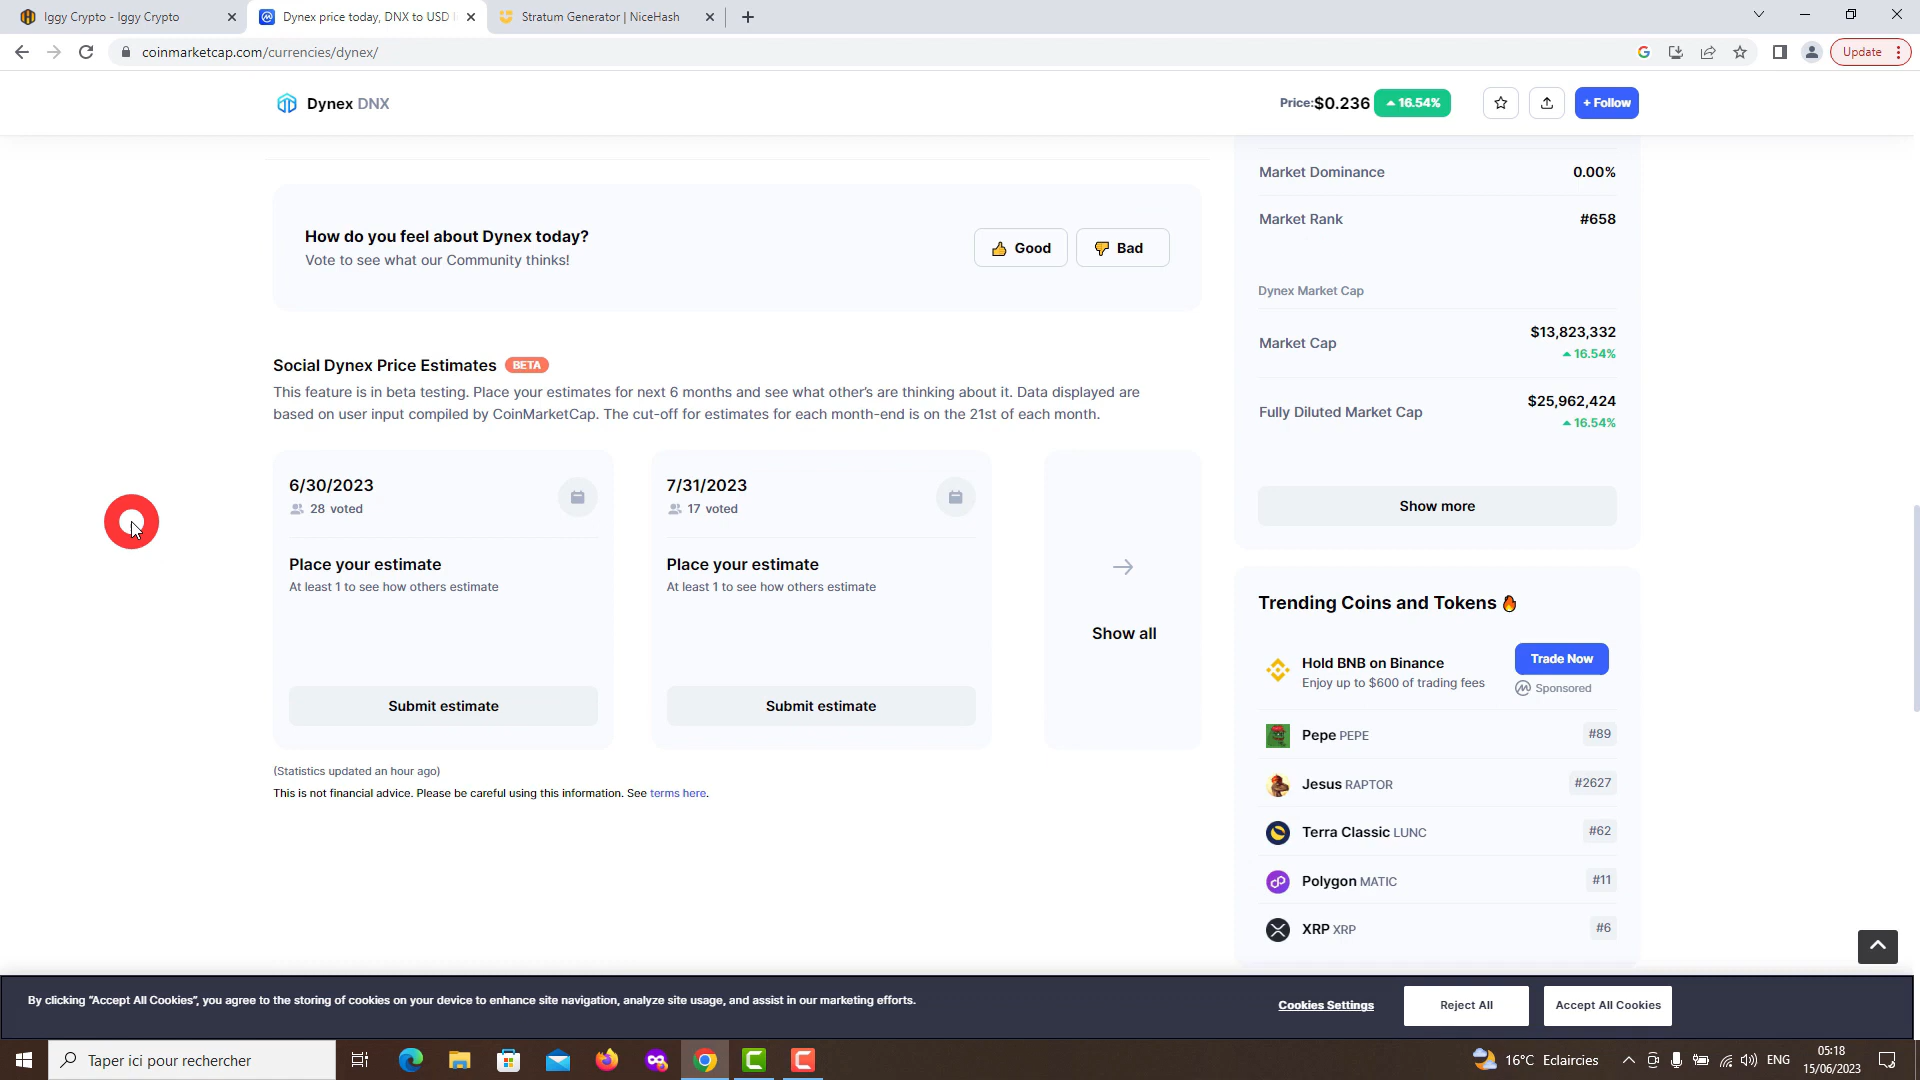 Iggy Crypto - Iggy Crypto
Dynex price today, DNX to USD l
Stratum Generator | NiceHash
coinmarketcap.com/currencies/dynex/
Update
Dynex DNX
Price:$0.236
16.54%
+ Follow
Market Dominance
0.00%
Market Rank
#658
How do you feel about Dynex today?
Vote to see what our Community thinks!
Good
Bad
Dynex Market Cap
Market Cap
$13,823,332
16.54%
Fully Diluted Market Cap
$25,962,424
16.54%
Show more
Social Dynex Price Estimates BETA
This feature is in beta testing. Place your estimates for next 6 months and see what other's are thinking about it. Data displayed are
based on user input compiled by CoinMarketCap. The cut-off for estimates for each month-end is on the 21st of each month.
6/30/2023
28 voted
Place your estimate
At least 1 to see how others estimate
Submit estimate
7/31/2023
17 voted
Place your estimate
At least 1 to see how others estimate
Submit estimate
Show all
(Statistics updated an hour ago)
This is not financial advice. Please be careful using this information. See terms here.
Trending Coins and Tokens
Hold BNB on Binance
Enjoy up to $600 of trading fees
Trade Now
Sponsored
Pepe PEPE
#89
Jesus RAPTOR
#2627
Terra Classic LUNC
#62
Polygon MATIC
#11
XRP XRP
#6
By clicking "Accept All Cookies", you agree to the storing of cookies on your device to enhance site navigation, analyze site usage, and assist in our marketing efforts.
Cookies Settings
Reject All
Accept All Cookies
Taper ici pour rechercher
16°C Eclaircies
ENG
05:18
15/06/2023